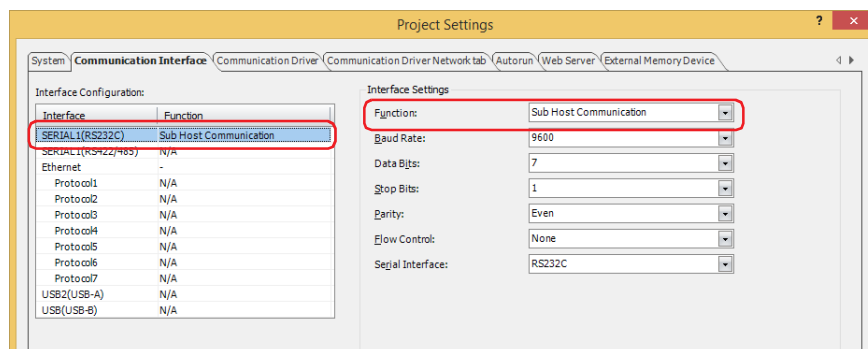 Project Settings ? ×
System Communication Interface Communication Driver Communication Driver Network tab Autorun Web Server External Memory Device
Interface Configuration:
Interface Function
SERIAL1(RS232C) Sub Host Communication
SERIAL1(RS422/485) N/A
Ethernet -
Protocol1 N/A
Protocol2 N/A
Protocol3 N/A
Protocol4 N/A
Protocol5 N/A
Protocol6 N/A
Protocol7 N/A
USB2(USB-A) N/A
USB(USB-B) N/A
Interface Settings
Function: Sub Host Communication
Baud Rate: 9600
Data Bits: 7
Stop Bits: 1
Parity: Even
Flow Control: None
Serial Interface: RS232C